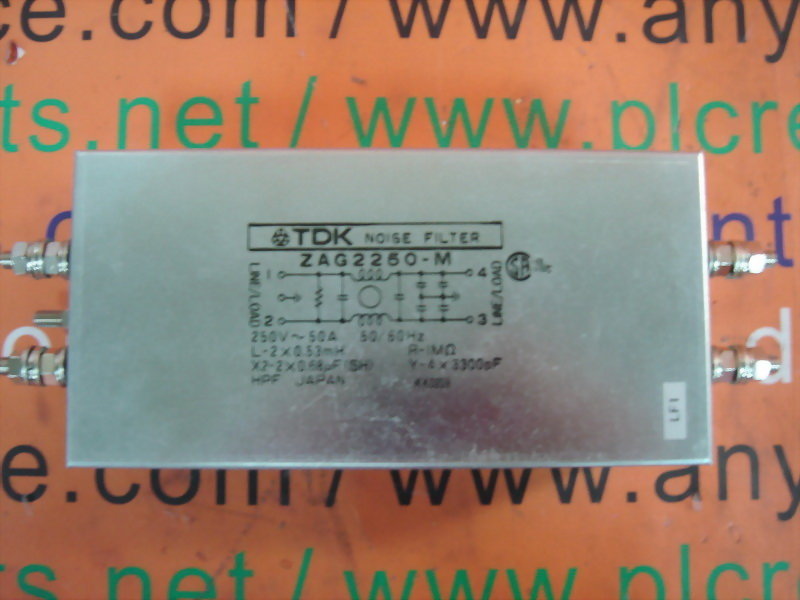 ce.com / www.any
ts.net / www.plcre
TDK NOISE FILTER
ZAG2250-M
LINE/LOAD 1 4 LINE/LOAD
2 3
250V~50A 50/60Hz
L-2×0.53mH R-1MΩ
X2-2×0.68μF(SH) Y-4×3300pF
HPF JAPAN
LF1
nt
d
ce.com / www.any
ts.net / www.plcre